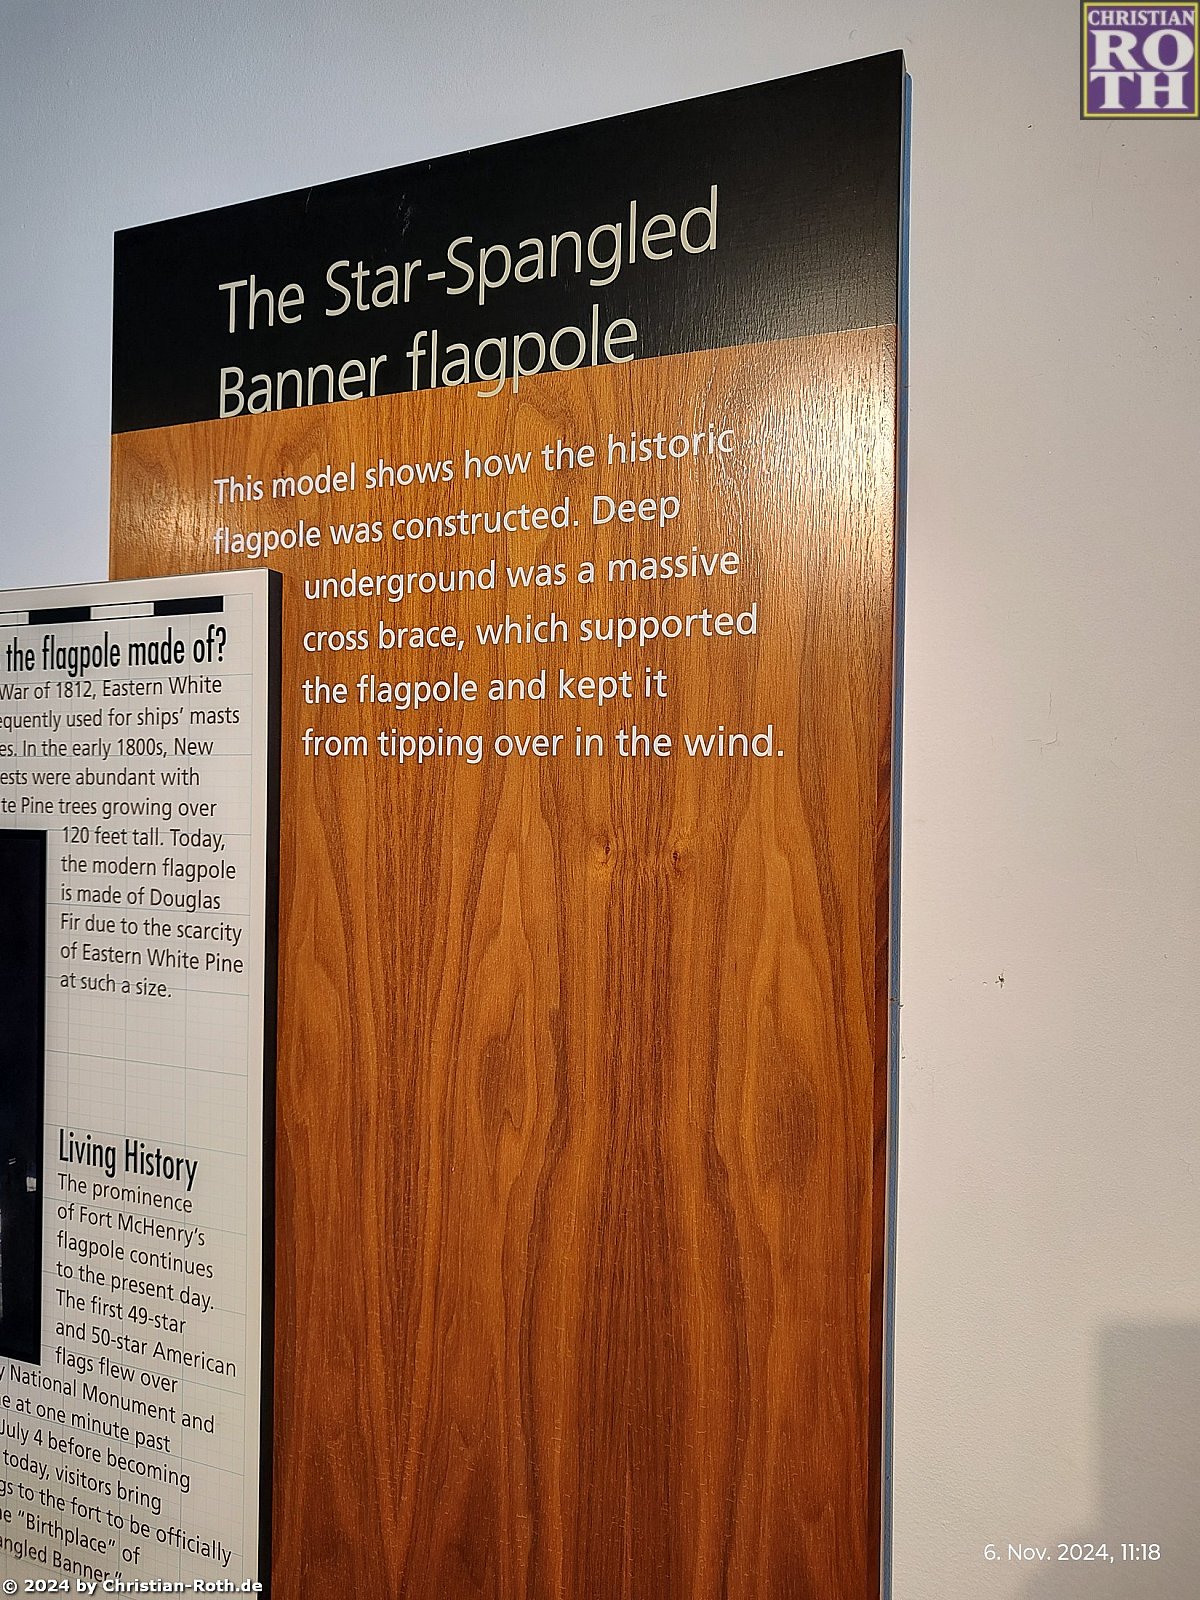 CHRISTIAN
RO
TH
The Star-Spangled
Banner flagpole
This model shows how the historic
flagpole was constructed. Deep
underground was a massive
cross brace, which supported
the flagpole and kept it
from tipping over in the wind.
the flagpole made of?
War of 1812, Eastern White
used for ships' masts
In the early 1800s, New
were abundant with
Pine trees growing over
120 feet tall. Today,
the modern flagpole
is made of Douglas
Fir due to the scarcity
of Eastern White Pine
at such a size.
Living History
The prominence
of Fort McHenry's
flagpole continues
to the present day.
The first 49-star
and 50-star American
flags flew over
National Monument and
at one minute past
July 4 before becoming
today, visitors bring
to the fort to be officially
"Birthplace" of
Banner."
6. Nov. 2024, 11:18
© 2024 by Christian-Roth.de